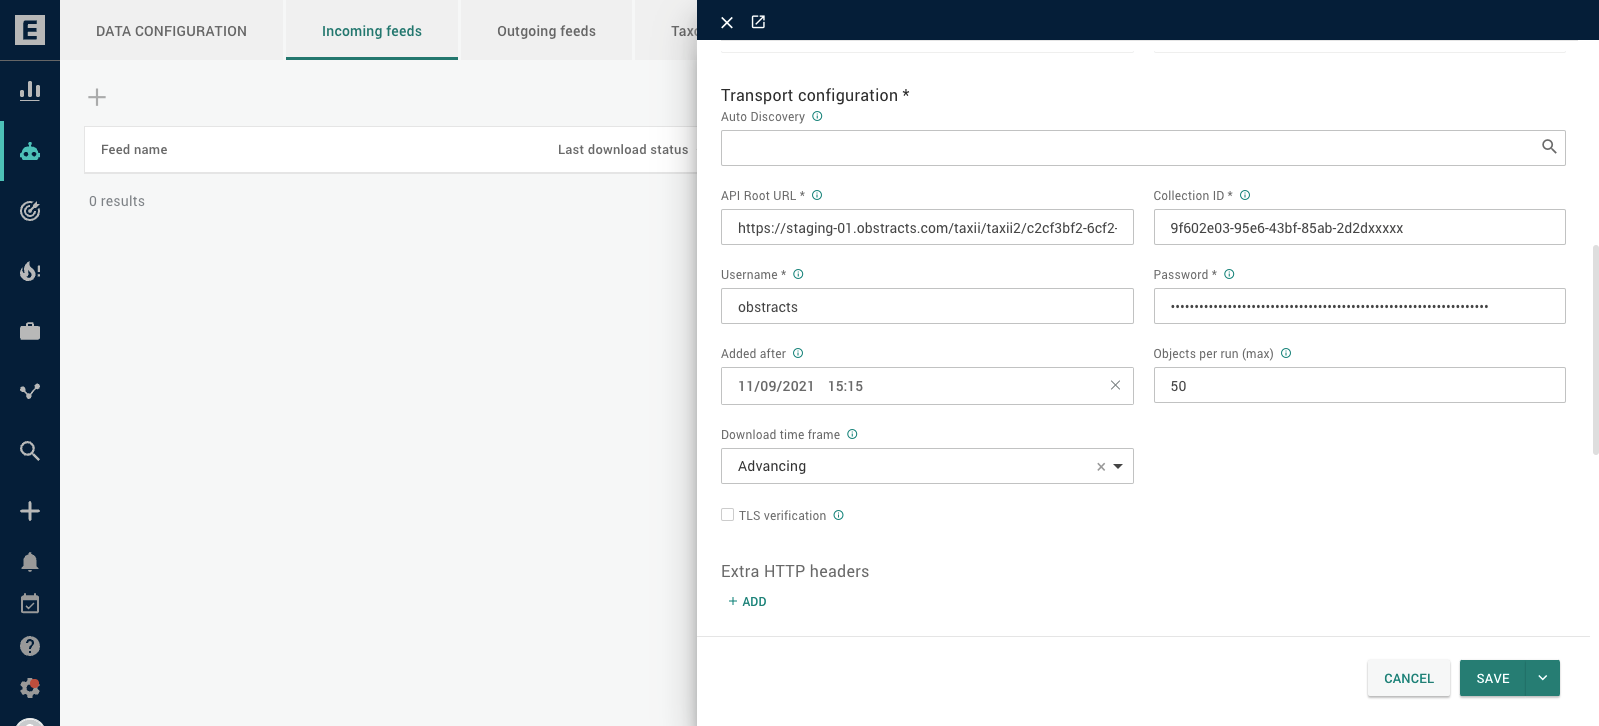 E
DATA CONFIGURATION
Incoming feeds
Outgoing feeds
Feed name
Last download status
0 results
Transport configuration *
Auto Discovery
API Root URL *
Collection ID *
https://staging-01.obstracts.com/taxii/taxii2/c2cf3bf2-6cf2-
9f602e03-95e6-43bf-85ab-2d2dxxxxx
Username *
Password *
obstracts
Added after
Objects per run (max)
11/09/2021 15:15
50
Download time frame
Advancing
TLS verification
Extra HTTP headers
+ ADD
CANCEL
SAVE